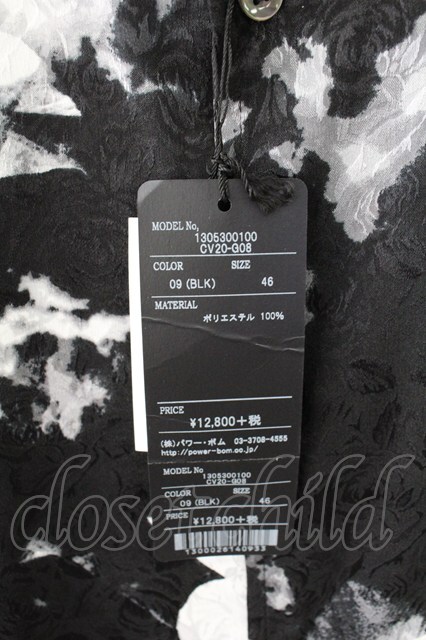 MODEL No,
1305300100
CV20-G08
COLOR SIZE
09 (BLK) 46
MATERIAL
ポリエステル 100%
PRICE
¥12,800+税
(株)パワー・ボム 03-3708-4555
http://power-bom.co.jp/
MODEL No
1305300100
CV20-G08
COLOR SIZE
09 (BLK) 46
PRICE
¥12,800+税
1300026140933
closet child